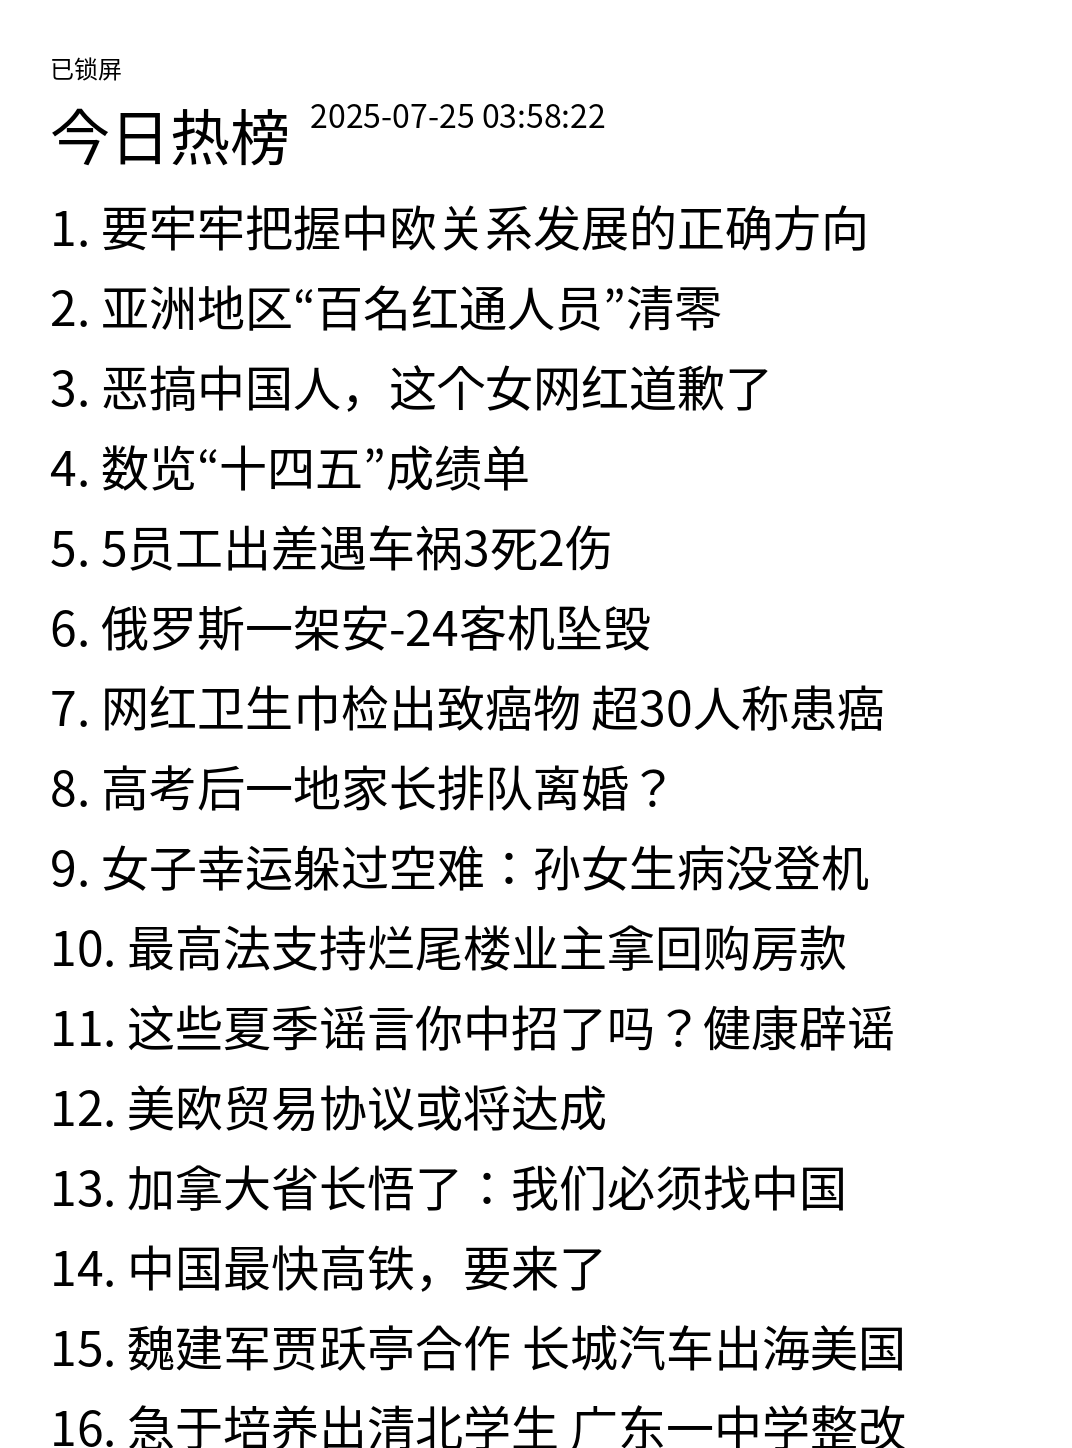 已锁屏
今日热榜 2025-07-25 03:58:22
1. 要牢牢把握中欧关系发展的正确方向
2. 亚洲地区“百名红通人员”清零
3. 恶搞中国人，这个女网红道歉了
4. 数览“十四五”成绩单
5. 5员工出差遇车祸3死2伤
6. 俄罗斯一架安-24客机坠毁
7. 网红卫生巾检出致癌物 超30人称患癌
8. 高考后一地家长排队离婚？
9. 女子幸运躲过空难：孙女生病没登机
10. 最高法支持烂尾楼业主拿回购房款
11. 这些夏季谣言你中招了吗？健康辟谣
12. 美欧贸易协议或将达成
13. 加拿大省长悟了：我们必须找中国
14. 中国最快高铁，要来了
15. 魏建军贾跃亭合作 长城汽车出海美国
16. 急于培养出清北学生 广东一中学整改